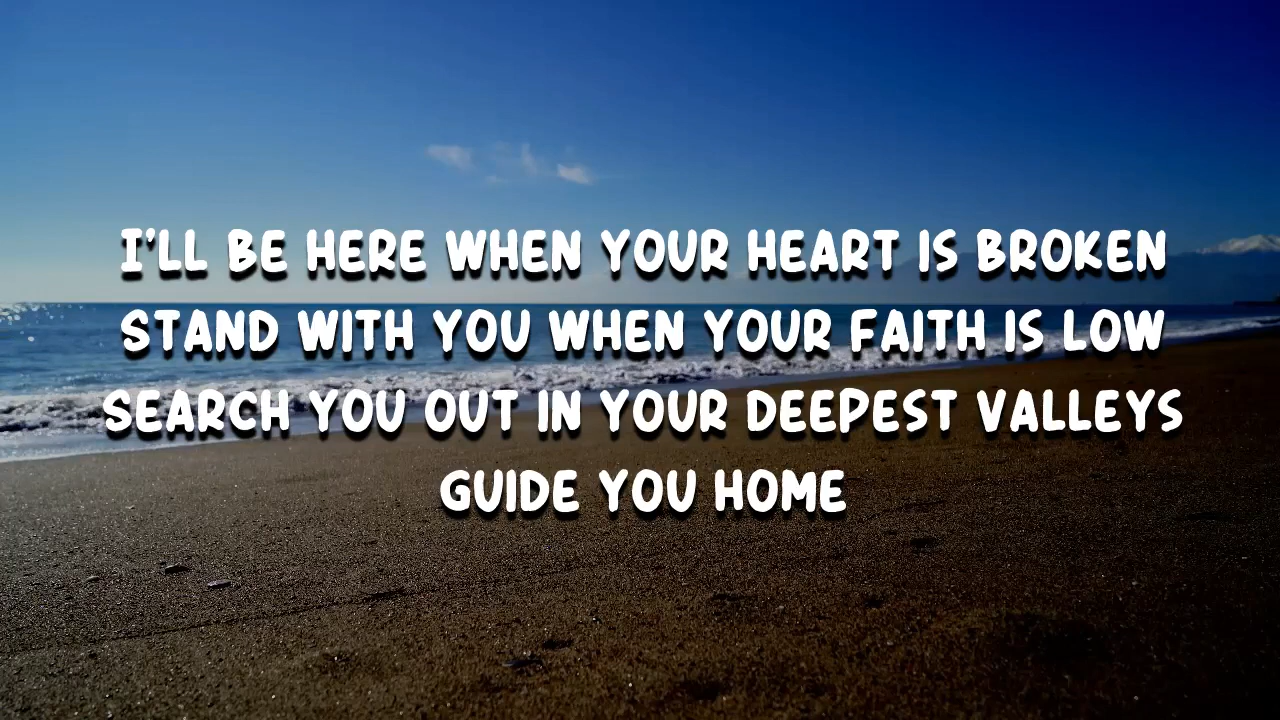 I'LL BE HERE WHEN YOUR HEART IS BROKEN
STAND WITH YOU WHEN YOUR FAITH IS LOW
SEARCH YOU OUT IN YOUR DEEPEST VALLEYS
GUIDE YOU HOME